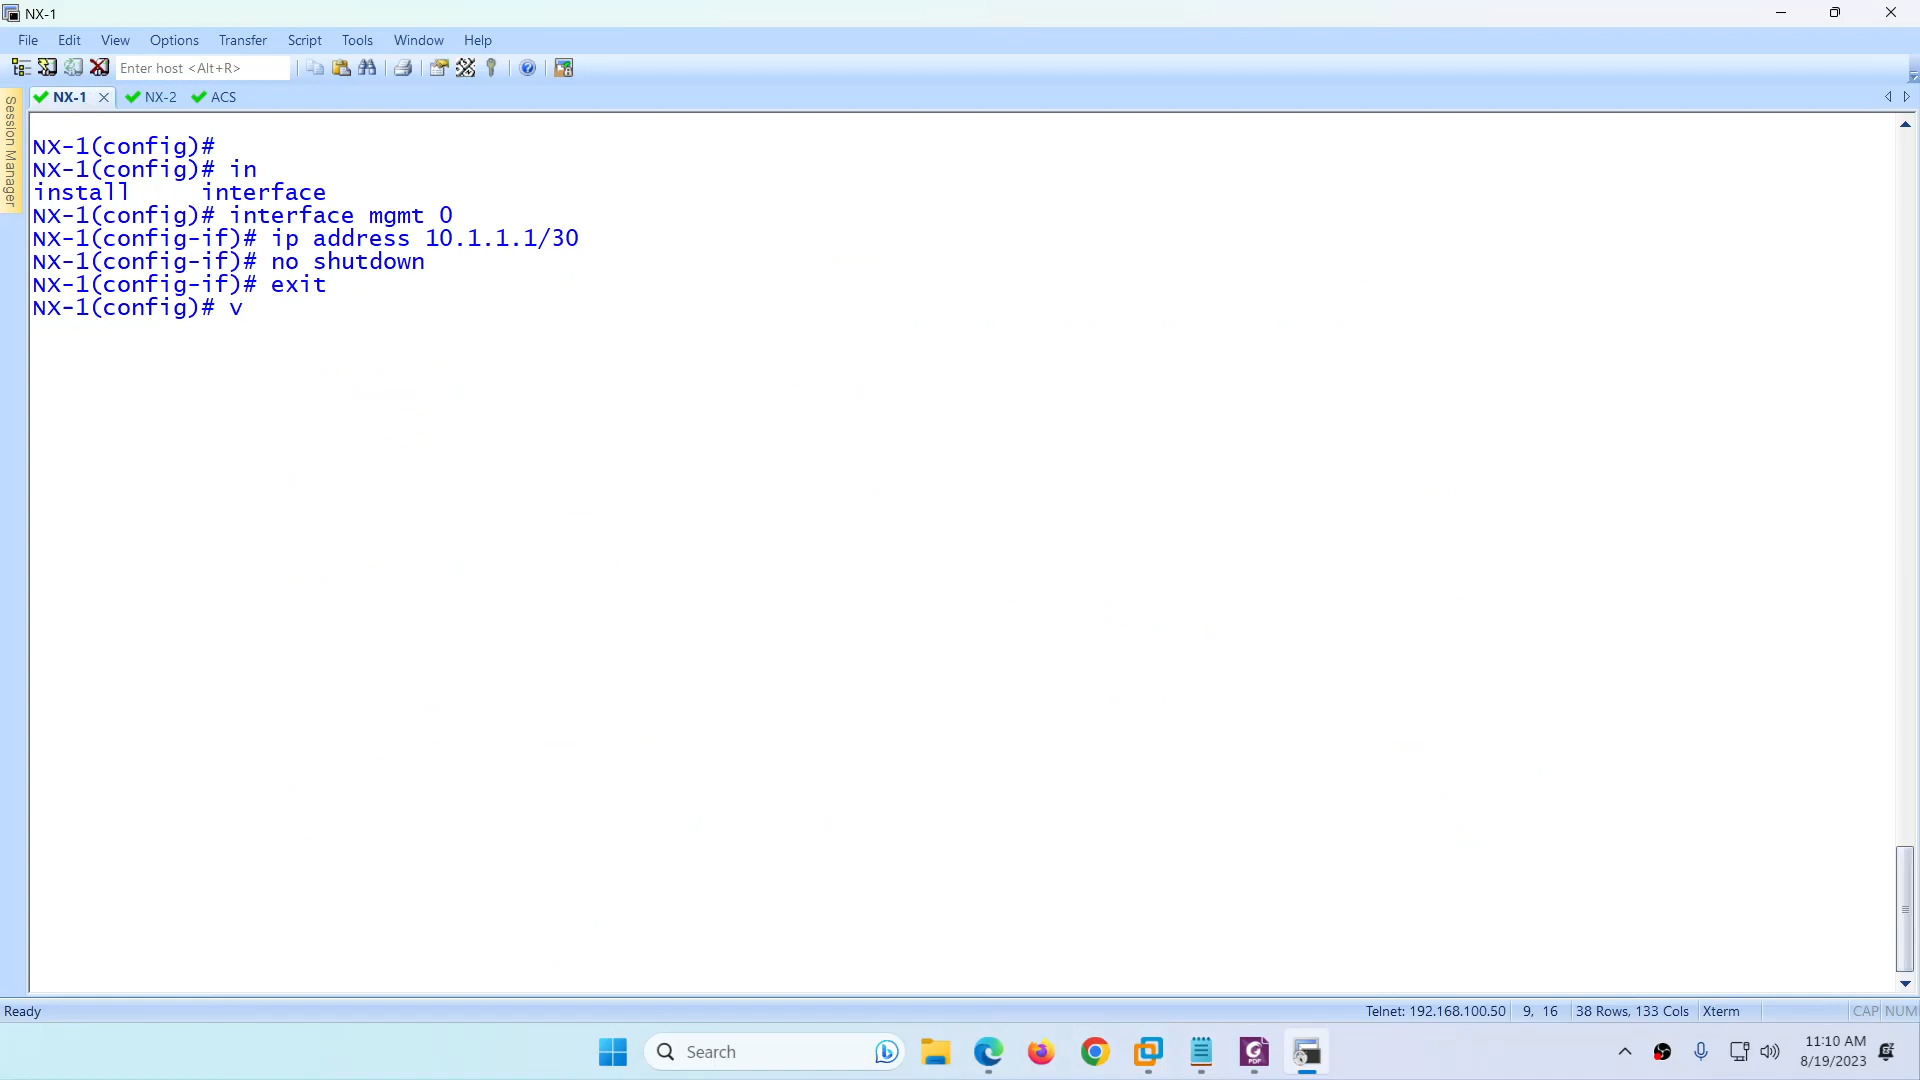 NX-1
File Edit View Options Transfer Script Tools Window Help
Enter host <Alt+R>
NX-1 NX-2 ACS
Session Manager
NX-1(config)#
NX-1(config)# in
install interface
NX-1(config)# interface mgmt 0
NX-1(config-if)# ip address 10.1.1.1/30
NX-1(config-if)# no shutdown
NX-1(config-if)# exit
NX-1(config)# v
Ready Telnet: 192.168.100.50 9, 16 38 Rows, 133 Cols Xterm CAP NUM
Search
11:10 AM
8/19/2023